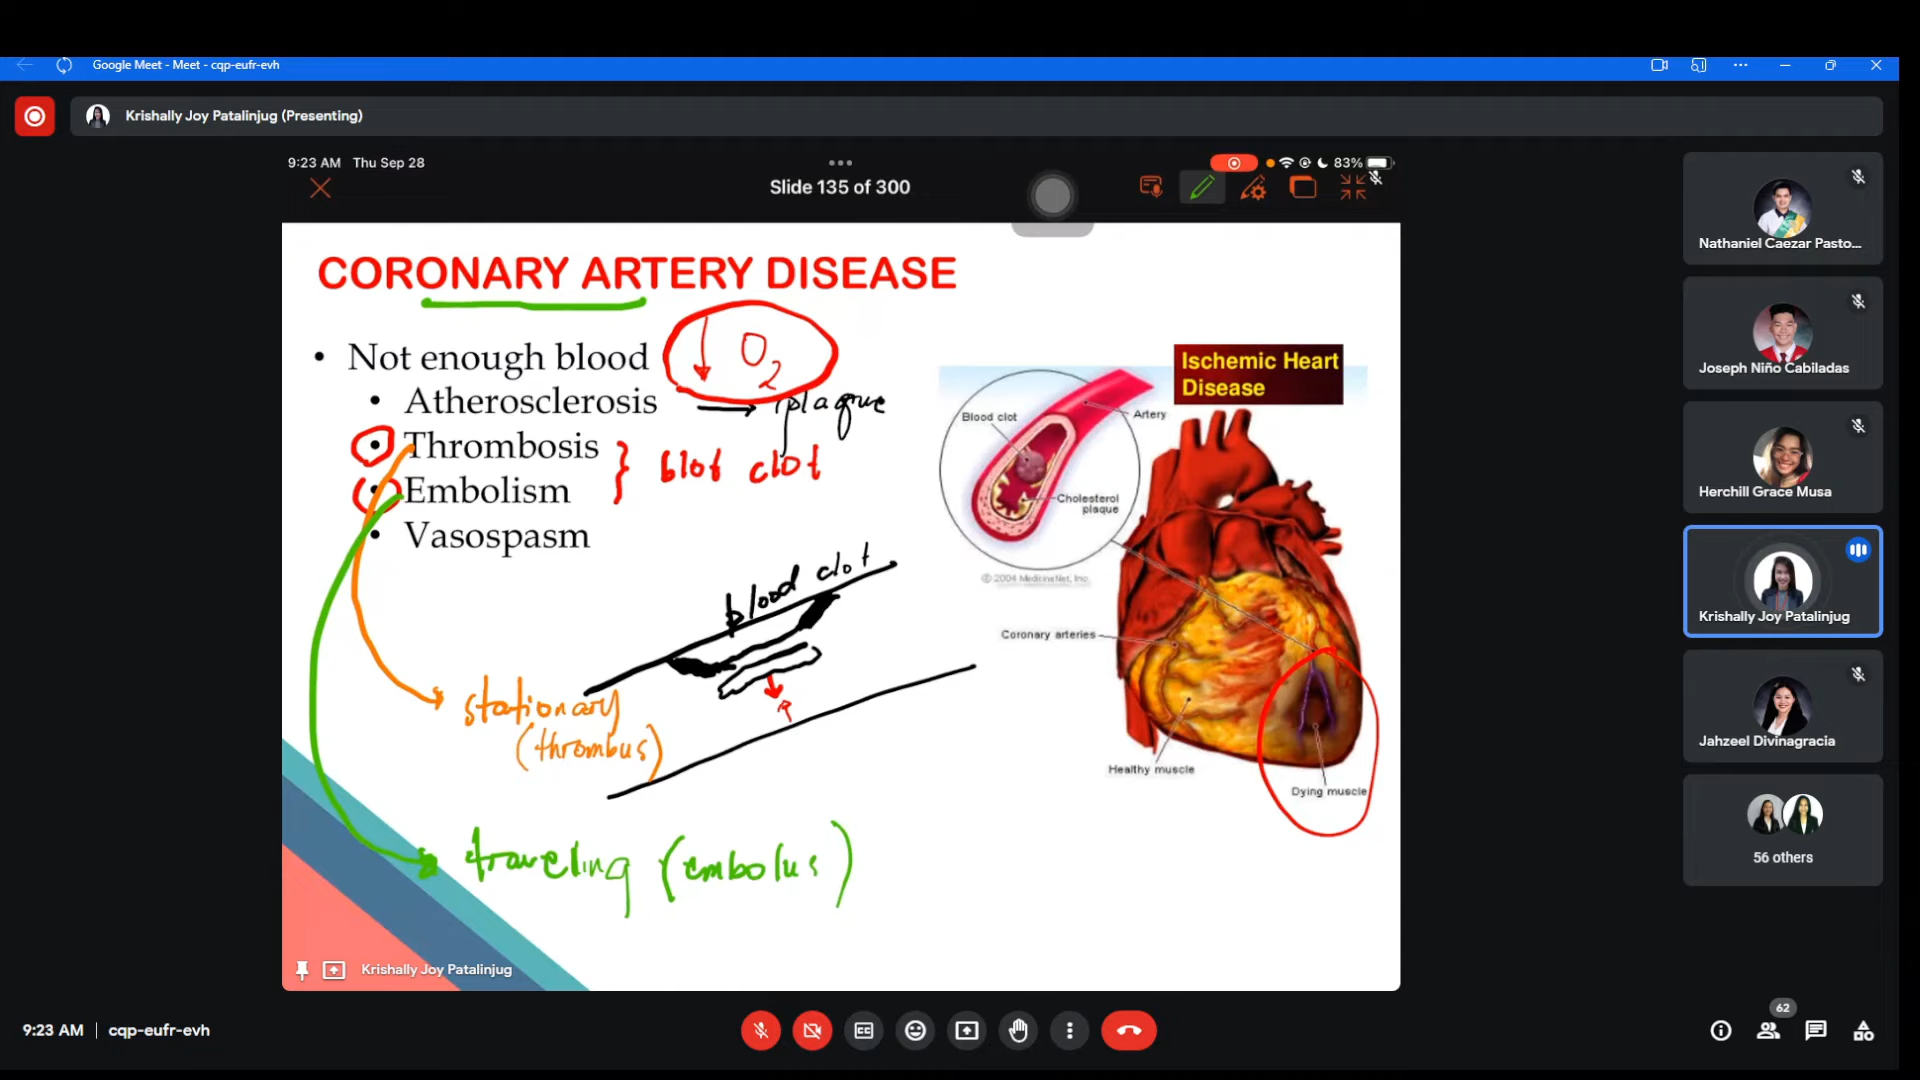 Google Meet - Meet - cqp-eufr-evh
Krishally Joy Patalinjug (Presenting)
9:23 AM Thu Sep 28
83%
Slide 135 of 300
CORONARY ARTERY DISEASE
• Not enough blood
↓ O2
• Atherosclerosis → plaque
• Thrombosis
• Embolism
} blot clot
• Vasospasm
blood clot
stationary
(thrombus)
traveling (embolus)
Ischemic Heart
Disease
Blood clot
Artery
Cholesterol
plaque
© 2004 MedicineNet, Inc.
Coronary arteries
Healthy muscle
Dying muscle
Krishally Joy Patalinjug
Nathaniel Caezar Pasto...
Joseph Niño Cabiladas
Herchill Grace Musa
Krishally Joy Patalinjug
Jahzeel Divinagracia
56 others
9:23 AM | cqp-eufr-evh
62